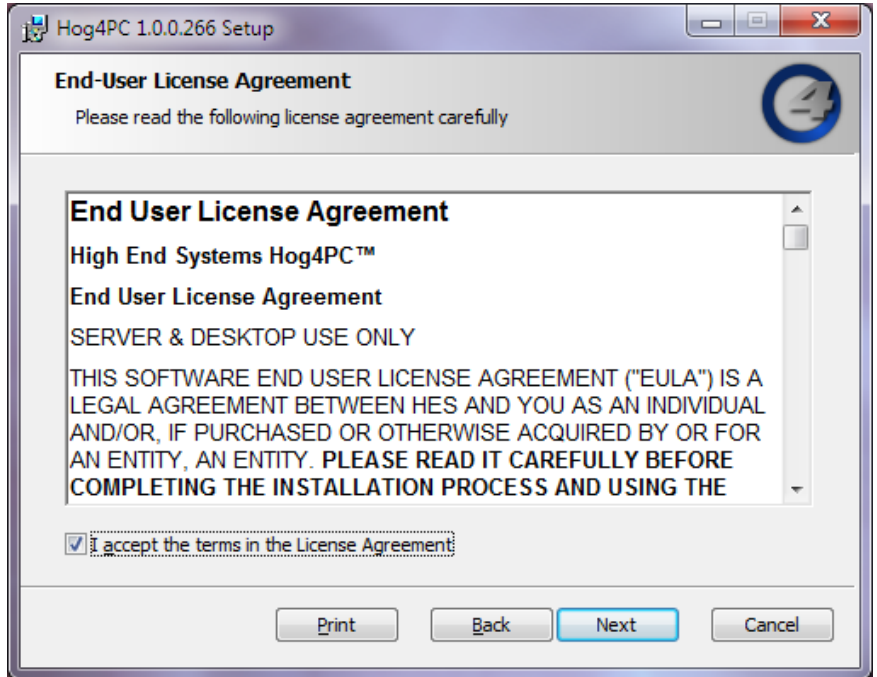 Hog4PC 1.0.0.266 Setup
End-User License Agreement
Please read the following license agreement carefully
4
End User License Agreement
High End Systems Hog4PC™
End User License Agreement
SERVER & DESKTOP USE ONLY
THIS SOFTWARE END USER LICENSE AGREEMENT ("EULA") IS A
LEGAL AGREEMENT BETWEEN HES AND YOU AS AN INDIVIDUAL
AND/OR, IF PURCHASED OR OTHERWISE ACQUIRED BY OR FOR
AN ENTITY, AN ENTITY. PLEASE READ IT CAREFULLY BEFORE
COMPLETING THE INSTALLATION PROCESS AND USING THE
I accept the terms in the License Agreement
Print Back Next Cancel